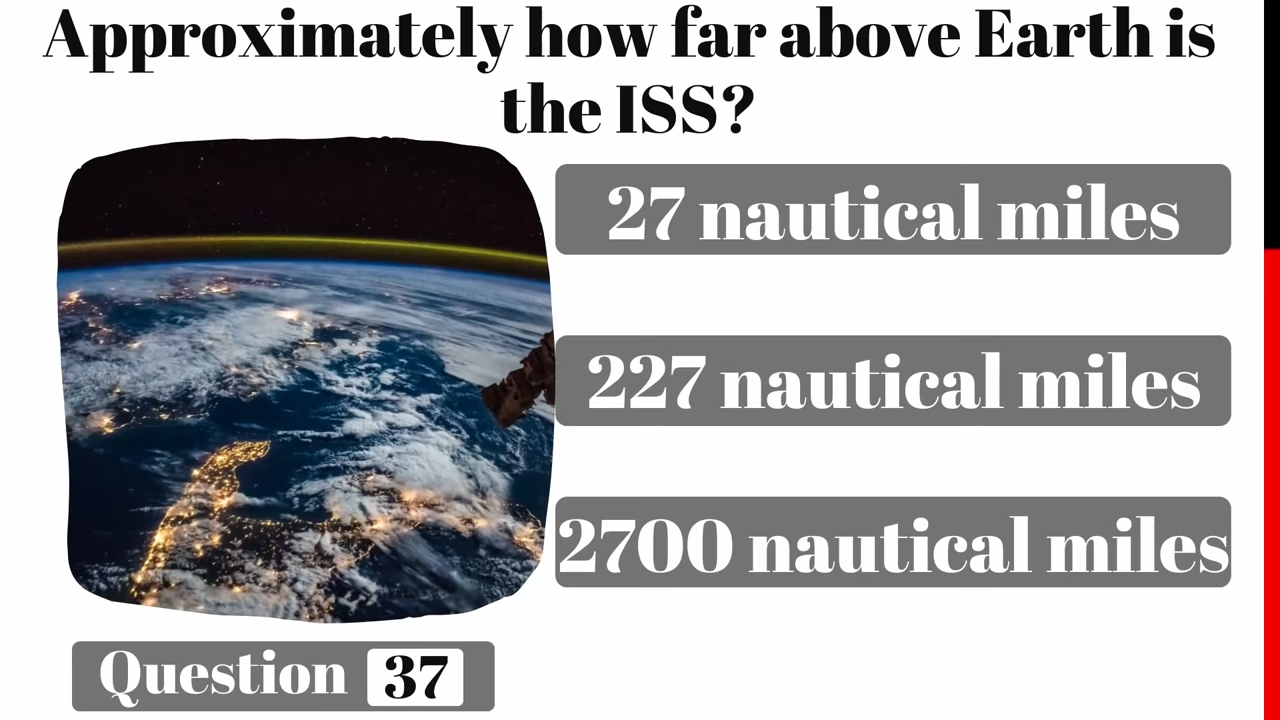 Approximately how far above Earth is
the ISS?
27 nautical miles
227 nautical miles
2700 nautical miles
Question 37